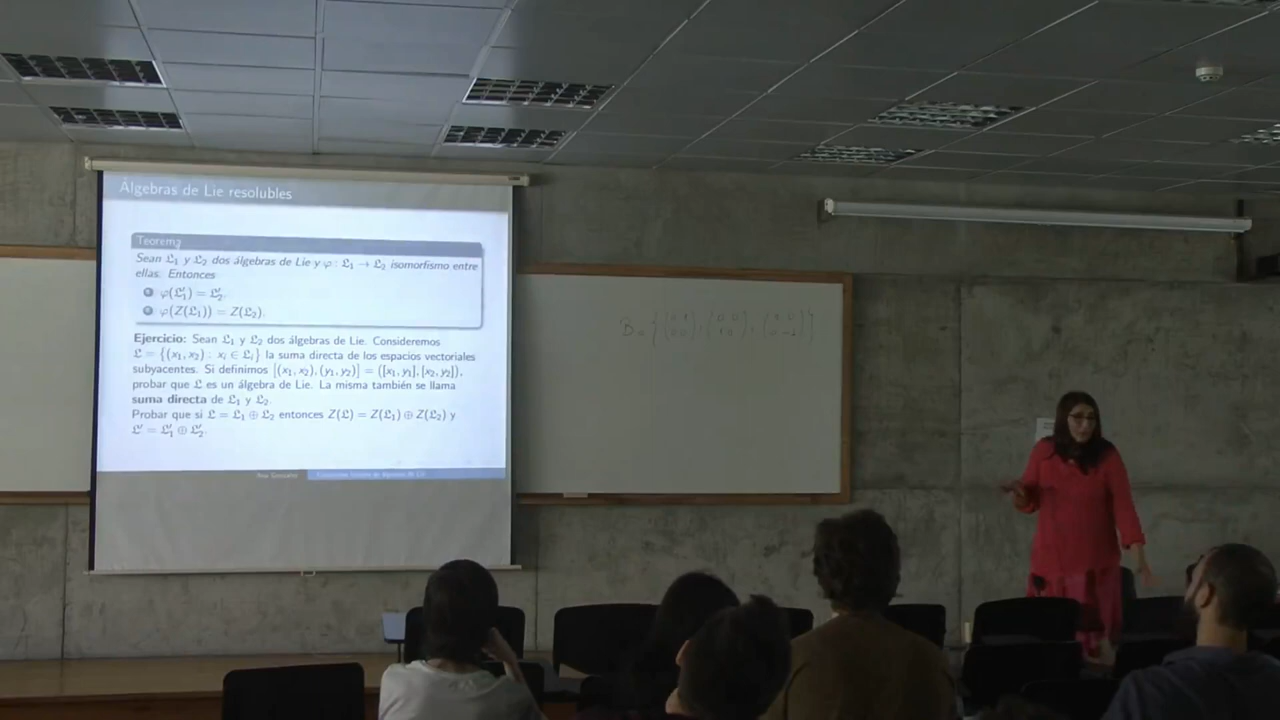 Álgebras de Lie resolubles
Teorema
Sean 𝔏₁ y 𝔏₂ dos álgebras de Lie y φ : 𝔏₁ → 𝔏₂ isomorfismo entre
ellas. Entonces
φ(𝔏′₁) = 𝔏′₂.
φ(Z(𝔏₁)) = Z(𝔏₂).
Ejercicio: Sean 𝔏₁ y 𝔏₂ dos álgebras de Lie. Consideremos
𝔏 = {(x₁, x₂) : xᵢ ∈ 𝔏ᵢ} la suma directa de los espacios vectoriales
subyacentes. Si definimos [(x₁, x₂), (y₁, y₂)] = ([x₁, y₁], [x₂, y₂]),
probar que 𝔏 es un álgebra de Lie. La misma también se llama
suma directa de 𝔏₁ y 𝔏₂.
Probar que si 𝔏 = 𝔏₁ ⊕ 𝔏₂ entonces Z(𝔏) = Z(𝔏₁) ⊕ Z(𝔏₂) y
𝔏′ = 𝔏′₁ ⊕ 𝔏′₂.